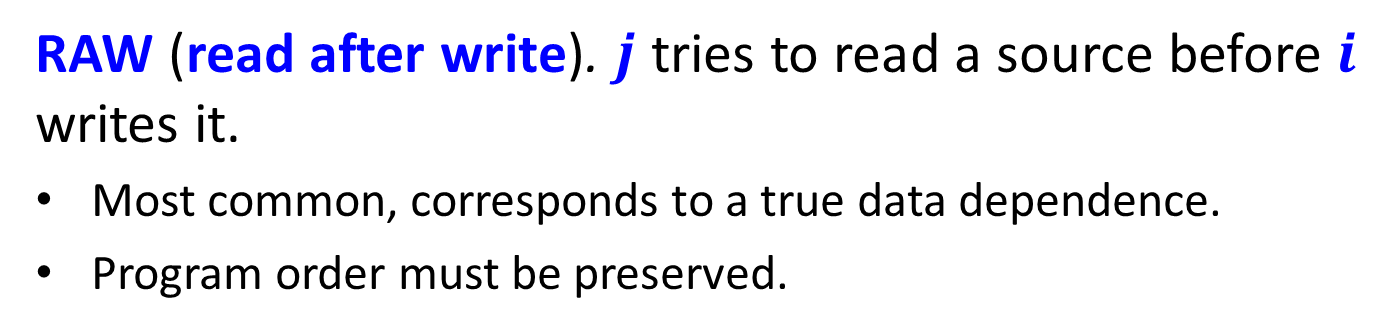 RAW (read after write). j tries to read a source before i
writes it.
• Most common, corresponds to a true data dependence.
• Program order must be preserved.